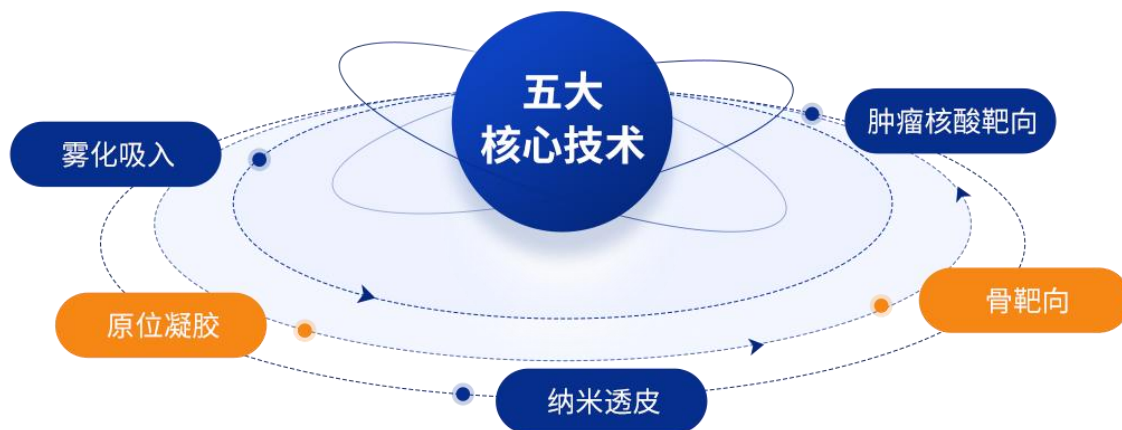 五大
核心技术
雾化吸入
肿瘤核酸靶向
原位凝胶
骨靶向
纳米透皮